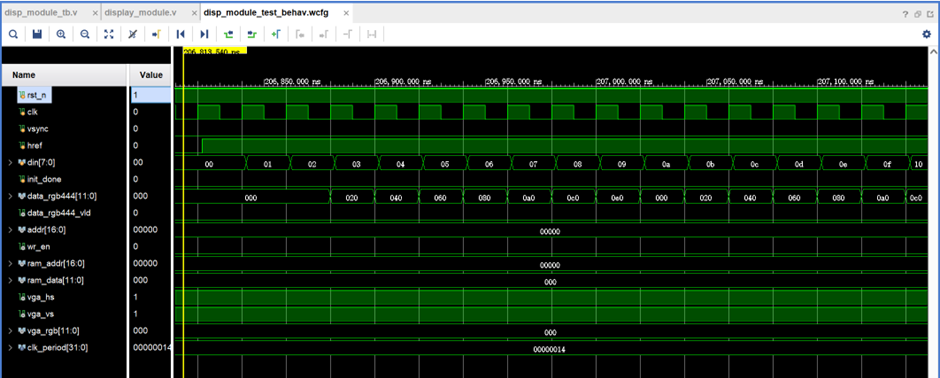 disp_module_tb.v × display_module.v × disp_module_test_behav.wcfg ×
206,813.540 ns
Name Value
206,850.000 ns 206,900.000 ns 206,950.000 ns 207,000.000 ns 207,050.000 ns 207,100.000 ns
rst_n 1
clk 0
vsync 0
href 0
din[7:0] 00 00 01 02 03 04 05 06 07 08 09 0a 0b 0c 0d 0e 0f 10
init_done 0
data_rgb444[11:0] 000 000 020 040 060 080 0a0 0c0 0e0 000 020 040 060 080 0a0 0c0
data_rgb444_vld 0
addr[16:0] 00000 00000
wr_en 0
ram_addr[16:0] 00000 00000
ram_data[11:0] 000 000
vga_hs 1
vga_vs 1
vga_rgb[11:0] 000 000
clk_period[31:0] 00000014 00000014